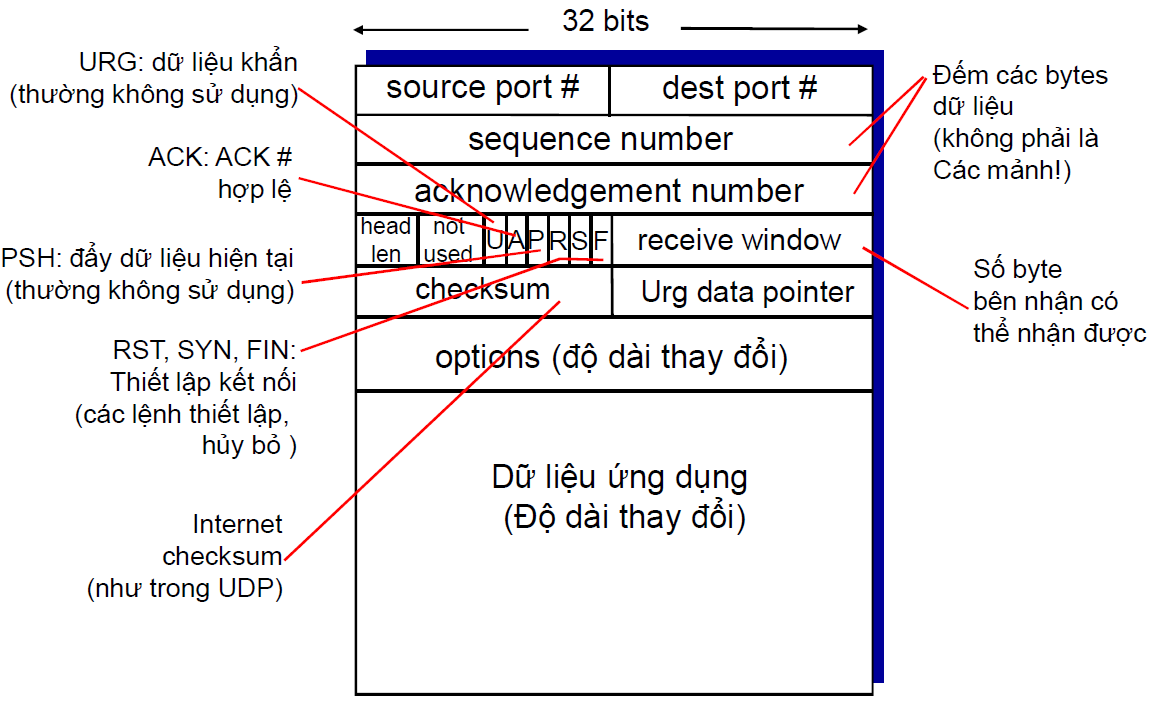 32 bits
URG: dữ liệu khẩn
(thường không sử dụng)
ACK: ACK #
hợp lệ
PSH: đẩy dữ liệu hiện tại
(thường không sử dụng)
RST, SYN, FIN:
Thiết lập kết nối
(các lệnh thiết lập,
hủy bỏ )
Internet
checksum
(như trong UDP)
source port #
dest port #
sequence number
acknowledgement number
head
len
not
used
U A P R S F
receive window
checksum
Urg data pointer
options (độ dài thay đổi)
Dữ liệu ứng dụng
(Độ dài thay đổi)
Đếm các bytes
dữ liệu
(không phải là
Các mảnh!)
Số byte
bên nhận có
thể nhận được